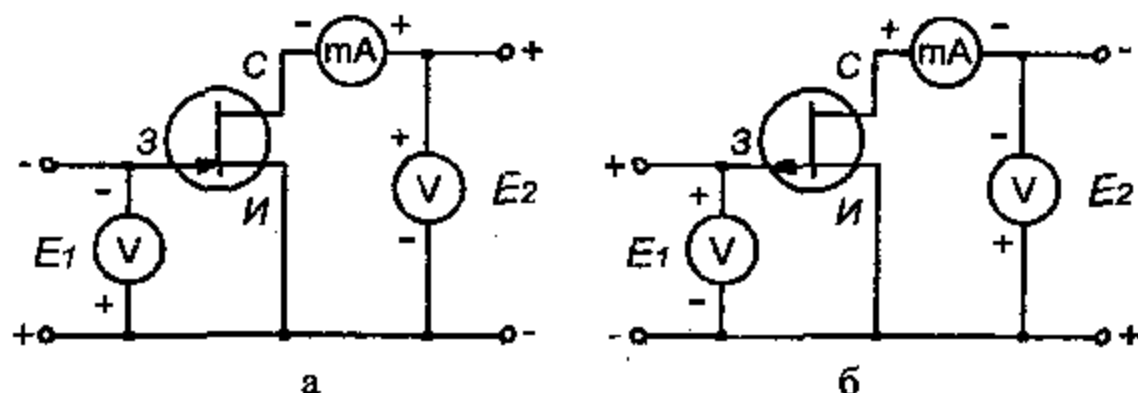 - mA + +
+ mA - -
С
С
З
З
- - + V E2
+ + - V E2
И
И
E1 V -
E1 V +
+ + -
- - +
а
б